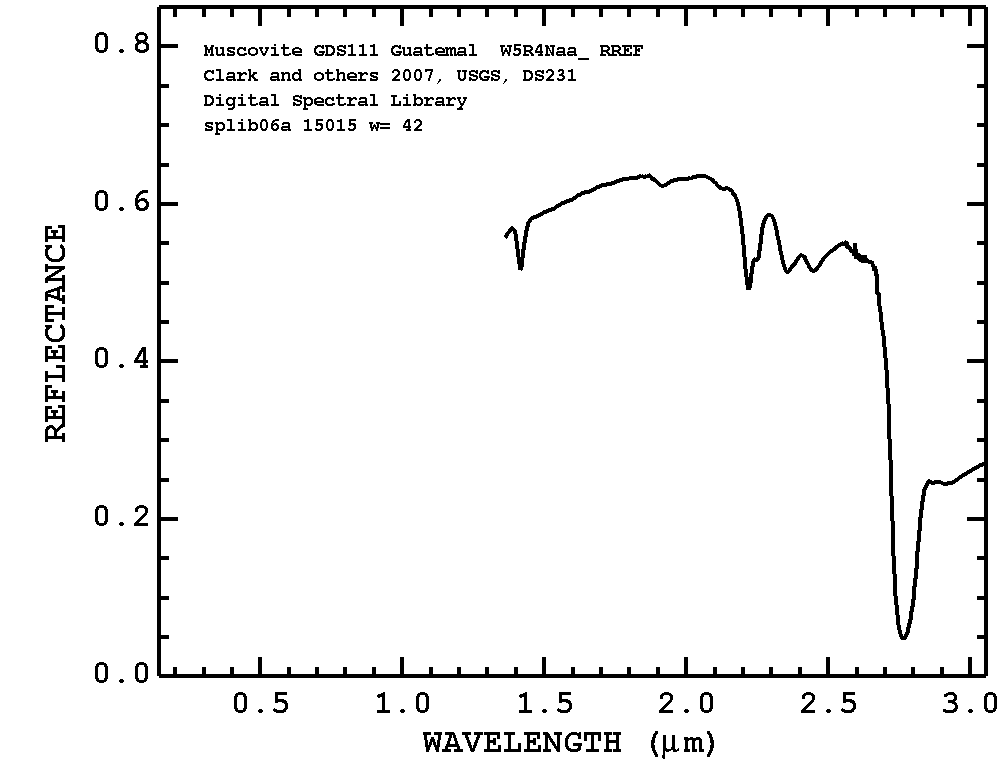 Muscovite GDS111 Guatemal  W5R4Naa_ RREF
Clark and others 2007, USGS, DS231
Digital Spectral Library
splib06a 15015 w= 42
0.8
0.6
0.4
0.2
0.0
REFLECTANCE
0.5 1.0 1.5 2.0 2.5 3.0
WAVELENGTH (μm)